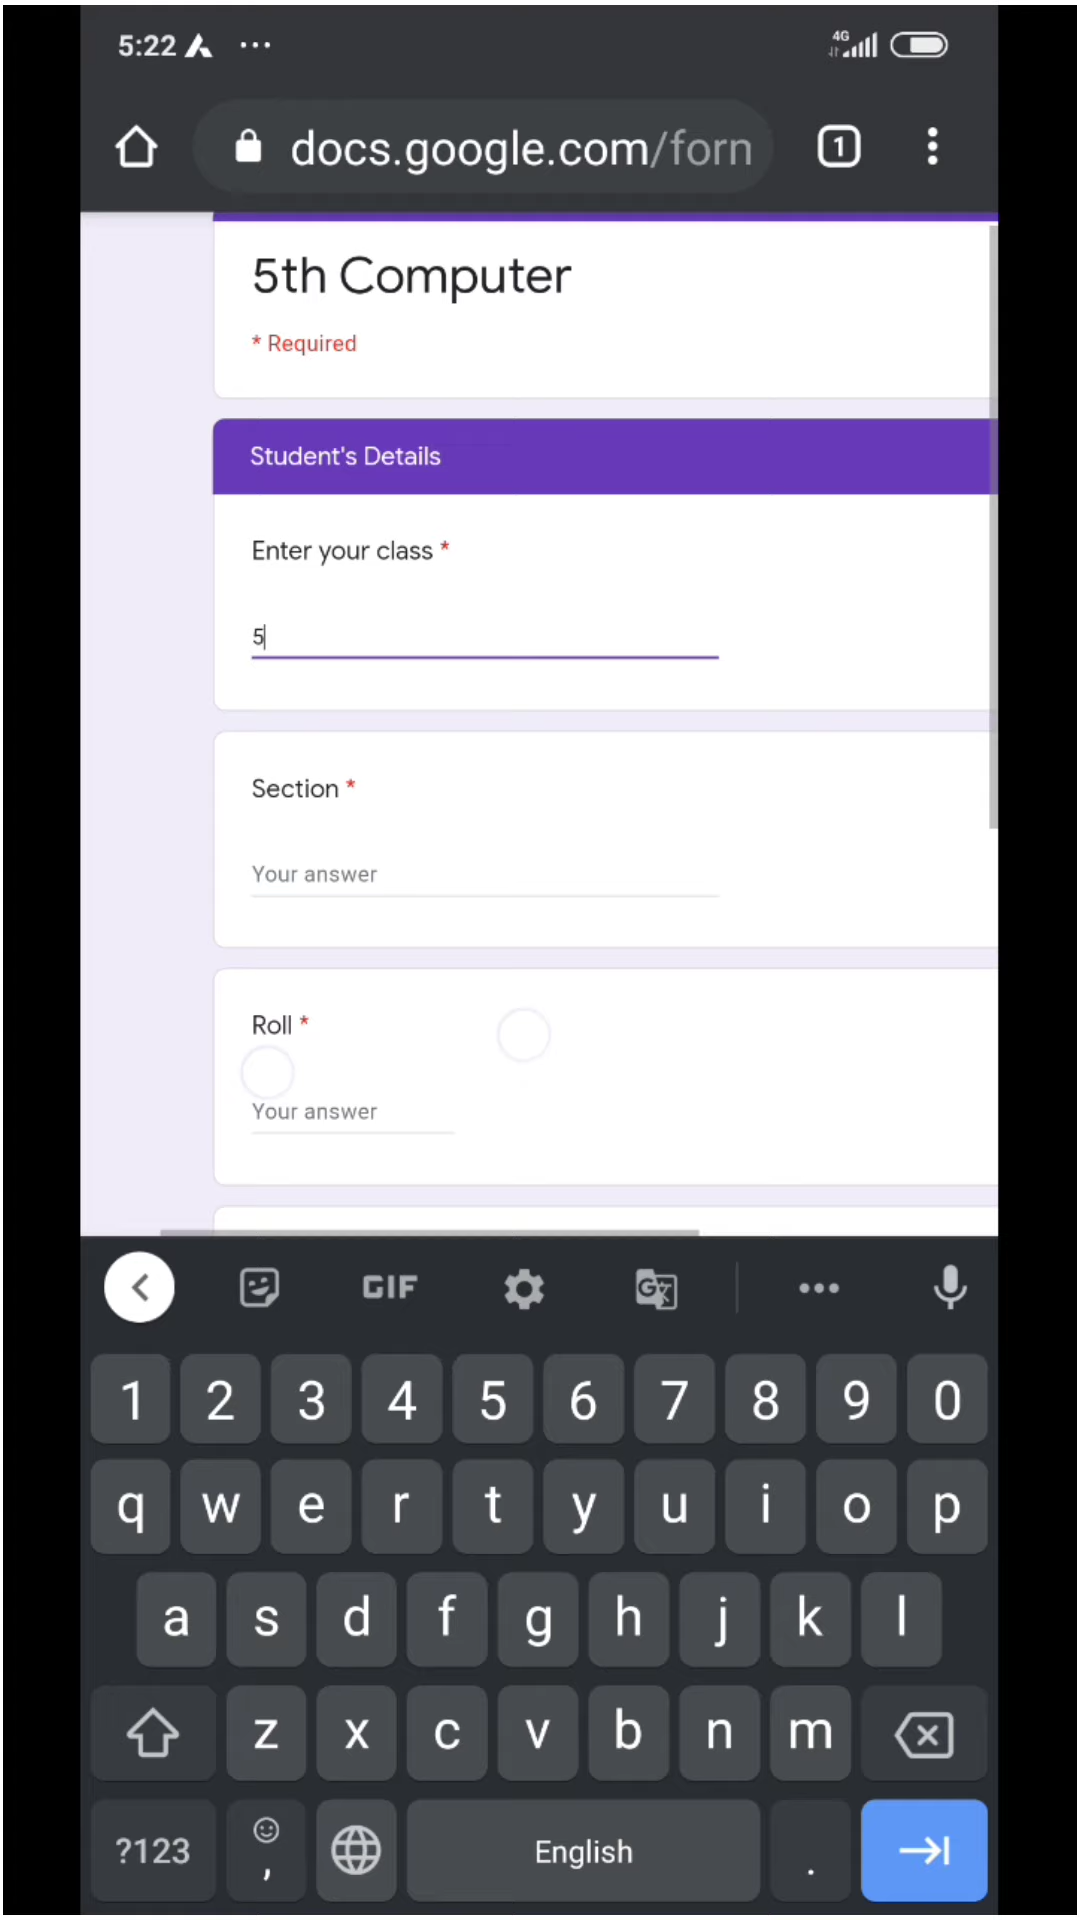 5:22 ... 4G
docs.google.com/forn 1
5th Computer
* Required
Student's Details
Enter your class *
5
Section *
Your answer
Roll *
Your answer
GIF G
1 2 3 4 5 6 7 8 9 0
q w e r t y u i o p
a s d f g h j k l
z x c v b n m
?123 , English .